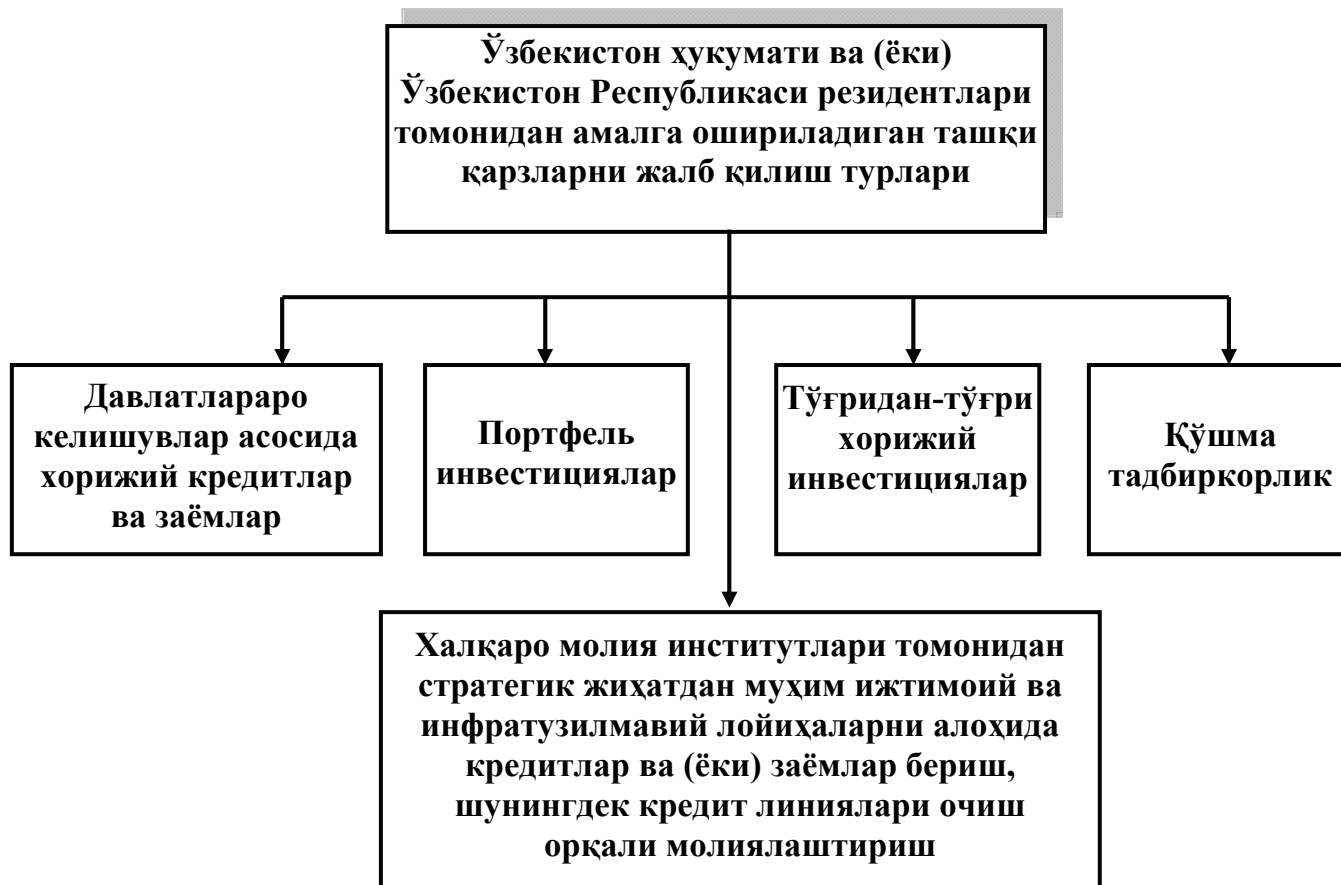 Ўзбекистон ҳукумати ва (ёки)
Ўзбекистон Республикаси резидентлари
томонидан амалга ошириладиган ташқи
қарзларни жалб қилиш турлари
Давлатлараро
келишувлар асосида
хорижий кредитлар
ва заёмлар
Портфель
инвестициялар
Тўғридан-тўғри
хорижий
инвестициялар
Қўшма
тадбиркорлик
Халқаро молия институтлари томонидан
стратегик жиҳатдан муҳим ижтимоий ва
инфратузилмавий лойиҳаларни алоҳида
кредитлар ва (ёки) заёмлар бериш,
шунингдек кредит линиялари очиш
орқали молиялаштириш